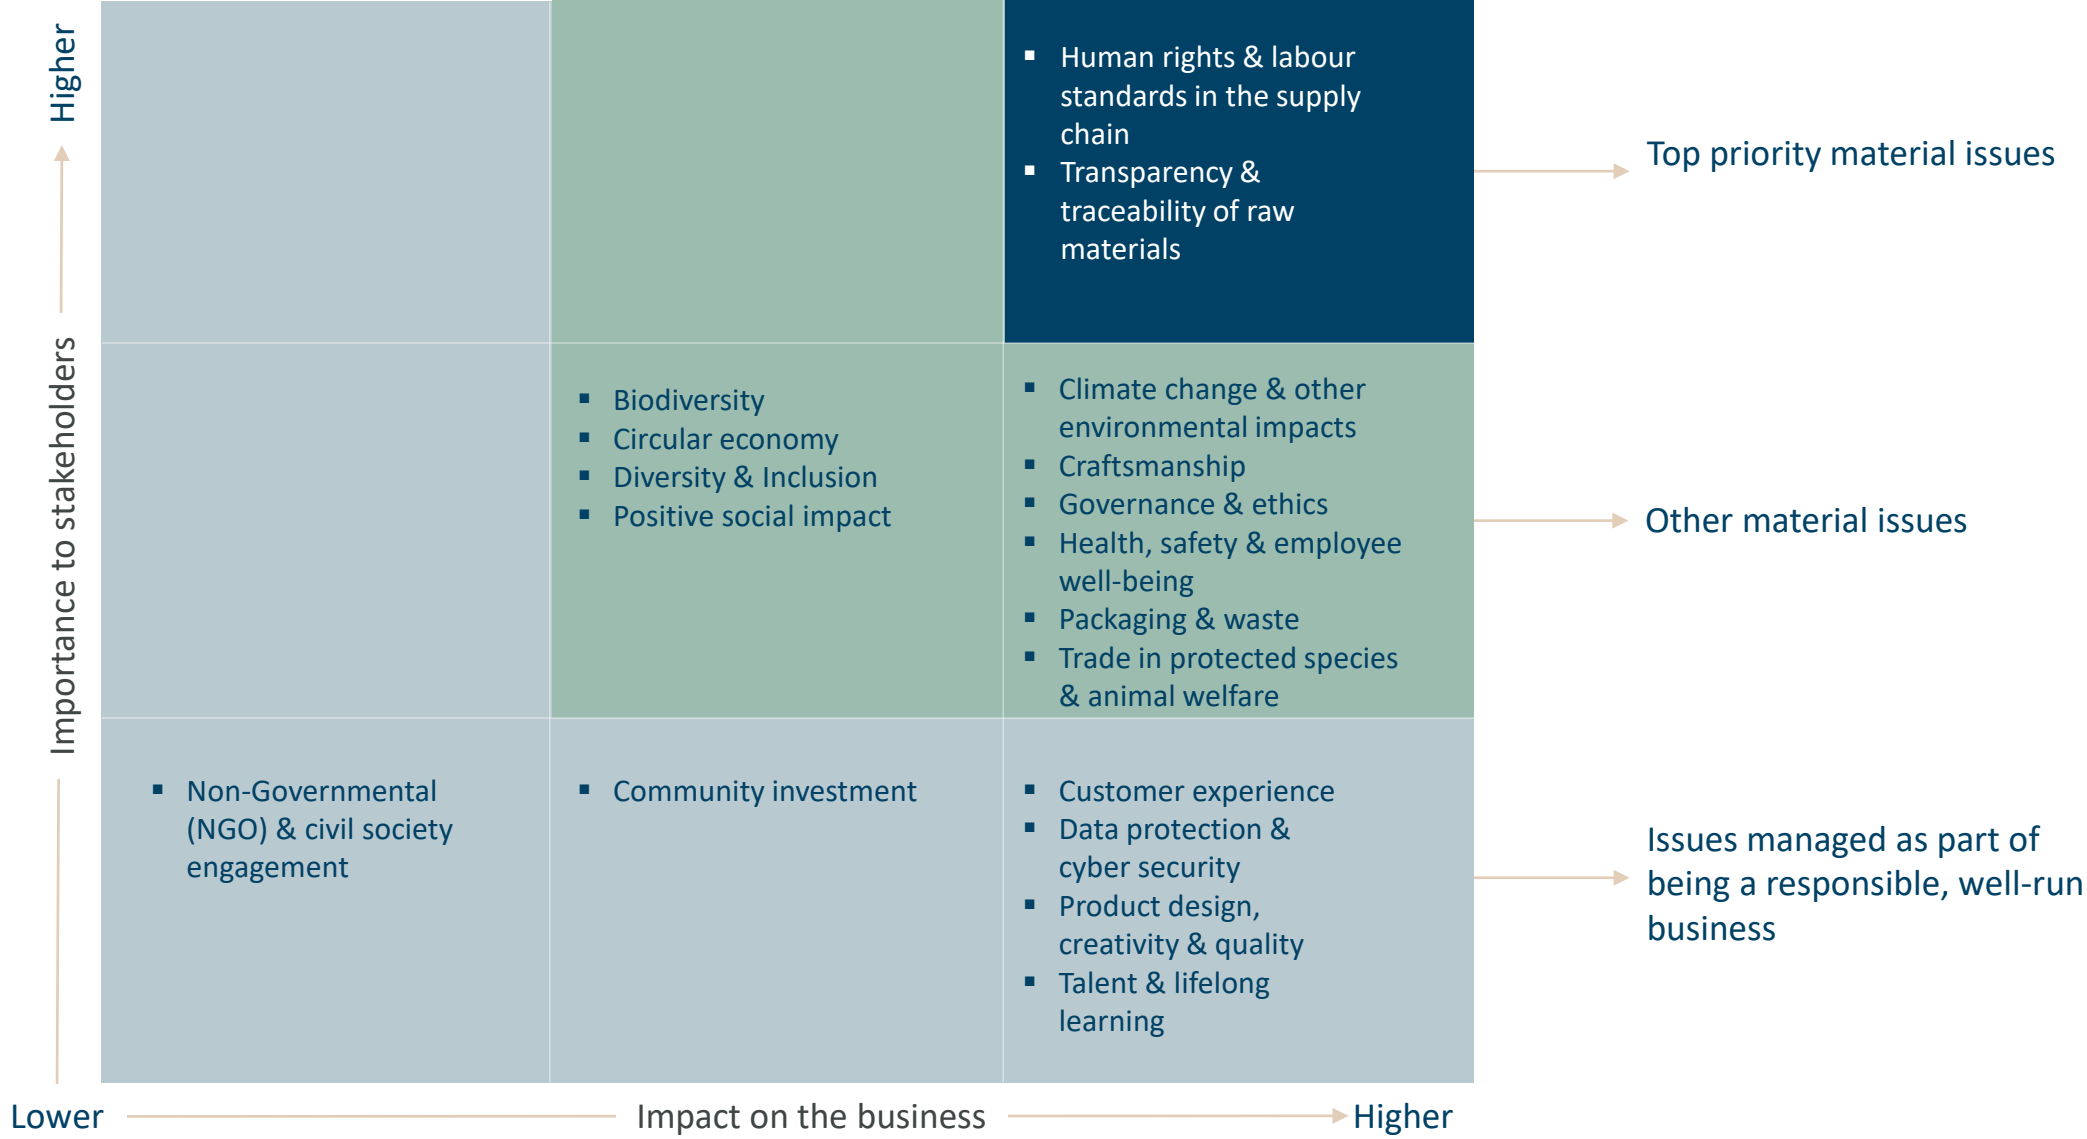 Higher
Importance to stakeholders
▪ Human rights & labour
standards in the supply
chain
▪ Transparency &
traceability of raw
materials
Top priority material issues
▪ Biodiversity
▪ Circular economy
▪ Diversity & Inclusion
▪ Positive social impact
▪ Climate change & other
environmental impacts
▪ Craftsmanship
▪ Governance & ethics
▪ Health, safety & employee
well-being
▪ Packaging & waste
▪ Trade in protected species
& animal welfare
Other material issues
▪ Non-Governmental
(NGO) & civil society
engagement
▪ Community investment
▪ Customer experience
▪ Data protection &
cyber security
▪ Product design,
creativity & quality
▪ Talent & lifelong
learning
Issues managed as part of
being a responsible, well-run
business
Lower
Impact on the business
Higher